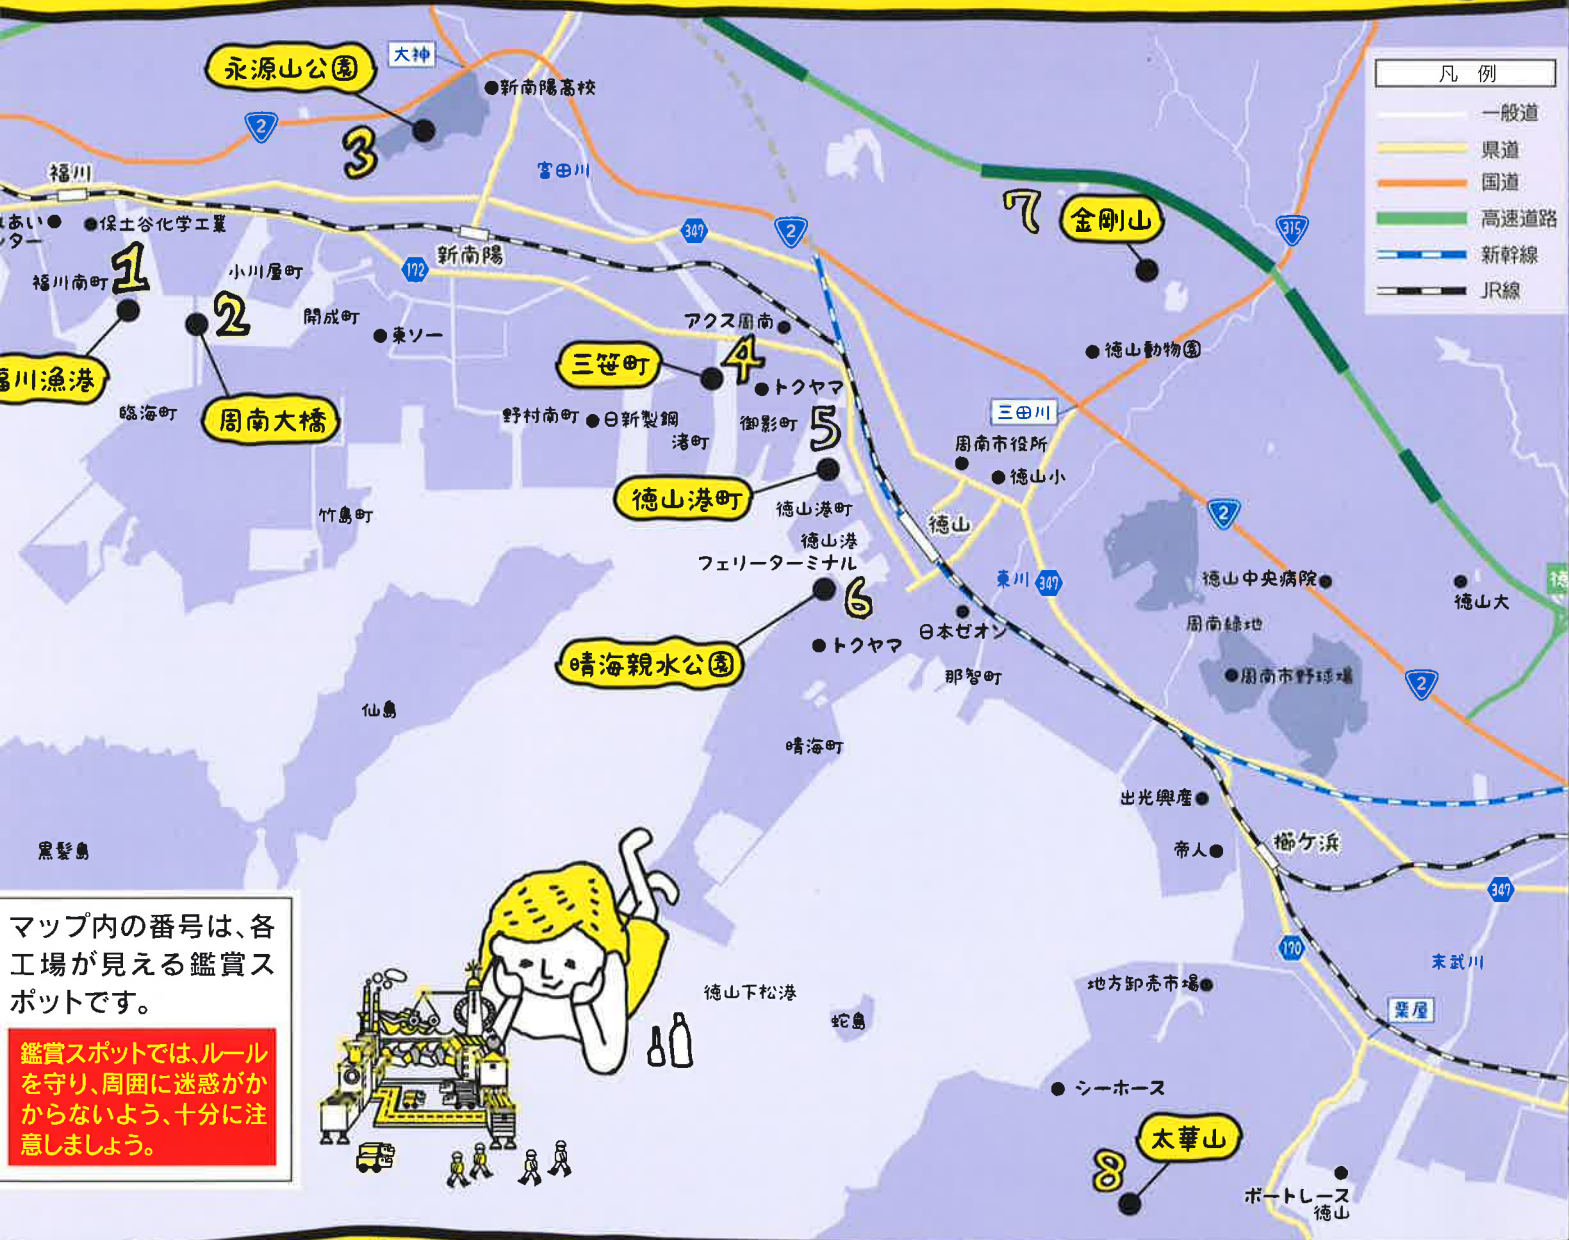 永源山公園
大神
新南陽高校
2
3
富田川
福川
保土谷化学工業
あい
ター
福川南町
1
小川屋町
2
開成町
東ソー
新南陽
172
347
2
福川漁港
周南大橋
臨海町
竹島町
アクス周南
三笹町
4
トクヤマ
野村南町
日新製鋼
渚町
御影町
5
徳山港町
徳山港町
徳山港
フェリーターミナル
6
晴海親水公園
トクヤマ
晴海町
7
金剛山
315
徳山動物園
三田川
周南市役所
徳山小
徳山
東川
347
2
日本ゼオン
那智町
徳山中央病院
周南緑地
周南市野球場
2
徳山大
徳
凡 例
一般道
県道
国道
高速道路
新幹線
JR線
仙島
黒髪島
出光興産
帝人
櫛ケ浜
347
170
末武川
地方卸売市場
粟屋
徳山下松港
蛇島
シーホース
太華山
8
ボートレース
徳山
マップ内の番号は、各
工場が見える鑑賞ス
ポットです。
鑑賞スポットでは、ルール
を守り、周囲に迷惑がか
からないよう、十分に注
意しましょう。